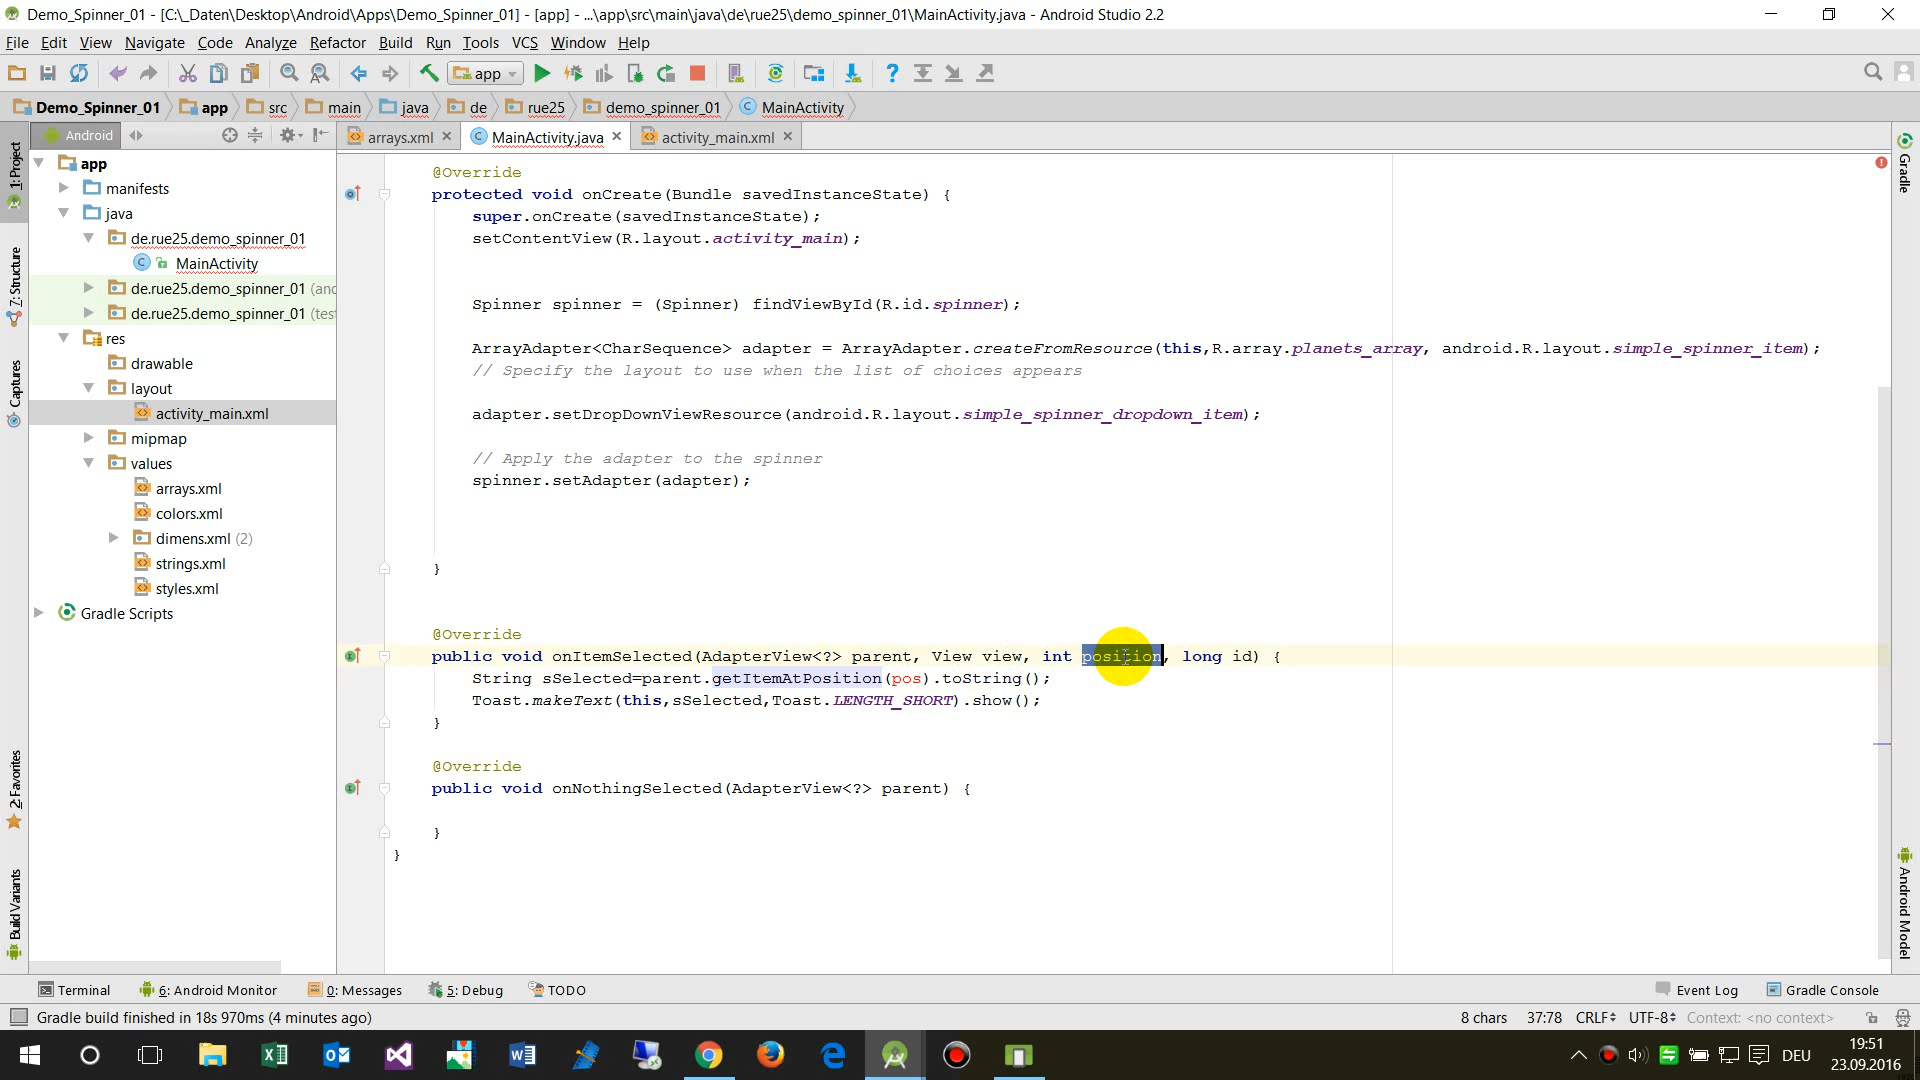 Demo_Spinner_01 - [C:\_Daten\Desktop\Android\Apps\Demo_Spinner_01] - [app] - ...\app\src\main\java\de\rue25\demo_spinner_01\MainActivity.java - Android Studio 2.2
File Edit View Navigate Code Analyze Refactor Build Run Tools VCS Window Help
app
Demo_Spinner_01 app src main java de rue25 demo_spinner_01 MainActivity
Android
arrays.xml MainActivity.java activity_main.xml
1: Project
7: Structure
Captures
2: Favorites
Build Variants
app
manifests
java
de.rue25.demo_spinner_01
MainActivity
de.rue25.demo_spinner_01 (and
de.rue25.demo_spinner_01 (test
res
drawable
layout
activity_main.xml
mipmap
values
arrays.xml
colors.xml
dimens.xml (2)
strings.xml
styles.xml
Gradle Scripts
@Override
protected void onCreate(Bundle savedInstanceState) {
super.onCreate(savedInstanceState);
setContentView(R.layout.activity_main);
Spinner spinner = (Spinner) findViewById(R.id.spinner);
ArrayAdapter<CharSequence> adapter = ArrayAdapter.createFromResource(this,R.array.planets_array, android.R.layout.simple_spinner_item);
// Specify the layout to use when the list of choices appears
adapter.setDropDownViewResource(android.R.layout.simple_spinner_dropdown_item);
// Apply the adapter to the spinner
spinner.setAdapter(adapter);
}
@Override
public void onItemSelected(AdapterView<?> parent, View view, int position, long id) {
String sSelected=parent.getItemAtPosition(pos).toString();
Toast.makeText(this,sSelected,Toast.LENGTH_SHORT).show();
}
@Override
public void onNothingSelected(AdapterView<?> parent) {
}
}
Gradle
Android Model
Terminal 6: Android Monitor 0: Messages 5: Debug TODO Event Log Gradle Console
Gradle build finished in 18s 970ms (4 minutes ago) 8 chars 37:78 CRLF UTF-8 Context: <no context>
DEU
19:51
23.09.2016